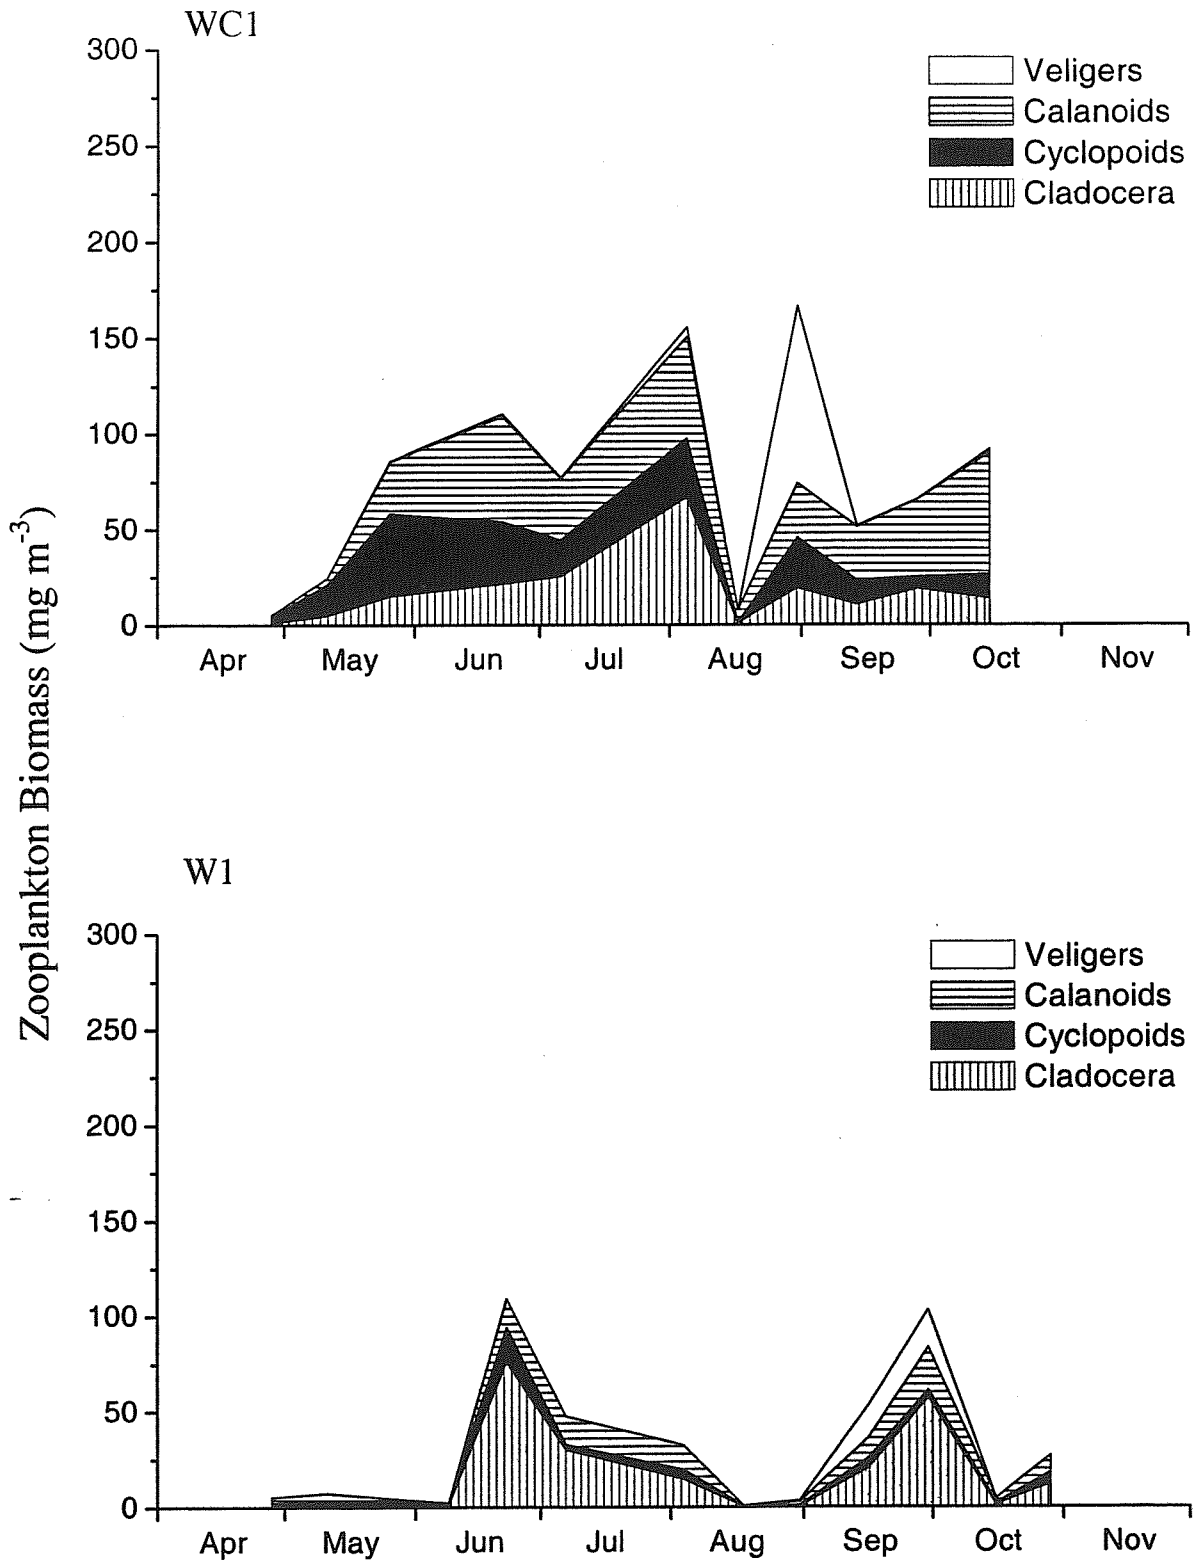 WC1
300
250
200
150
100
50
0
Veligers
Calanoids
Cyclopoids
Cladocera
Apr May Jun Jul Aug Sep Oct Nov
Zooplankton Biomass (mg m⁻³)
W1
300
250
200
150
100
50
0
Veligers
Calanoids
Cyclopoids
Cladocera
Apr May Jun Jul Aug Sep Oct Nov